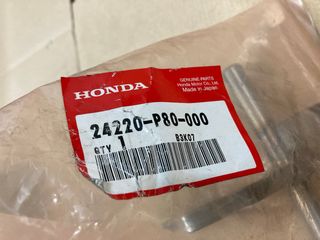 HONDA
GENUINE PARTS
Honda Motor Co., Ltd.
Made in Japan
24220-P80-000
QTY 1
B3K07